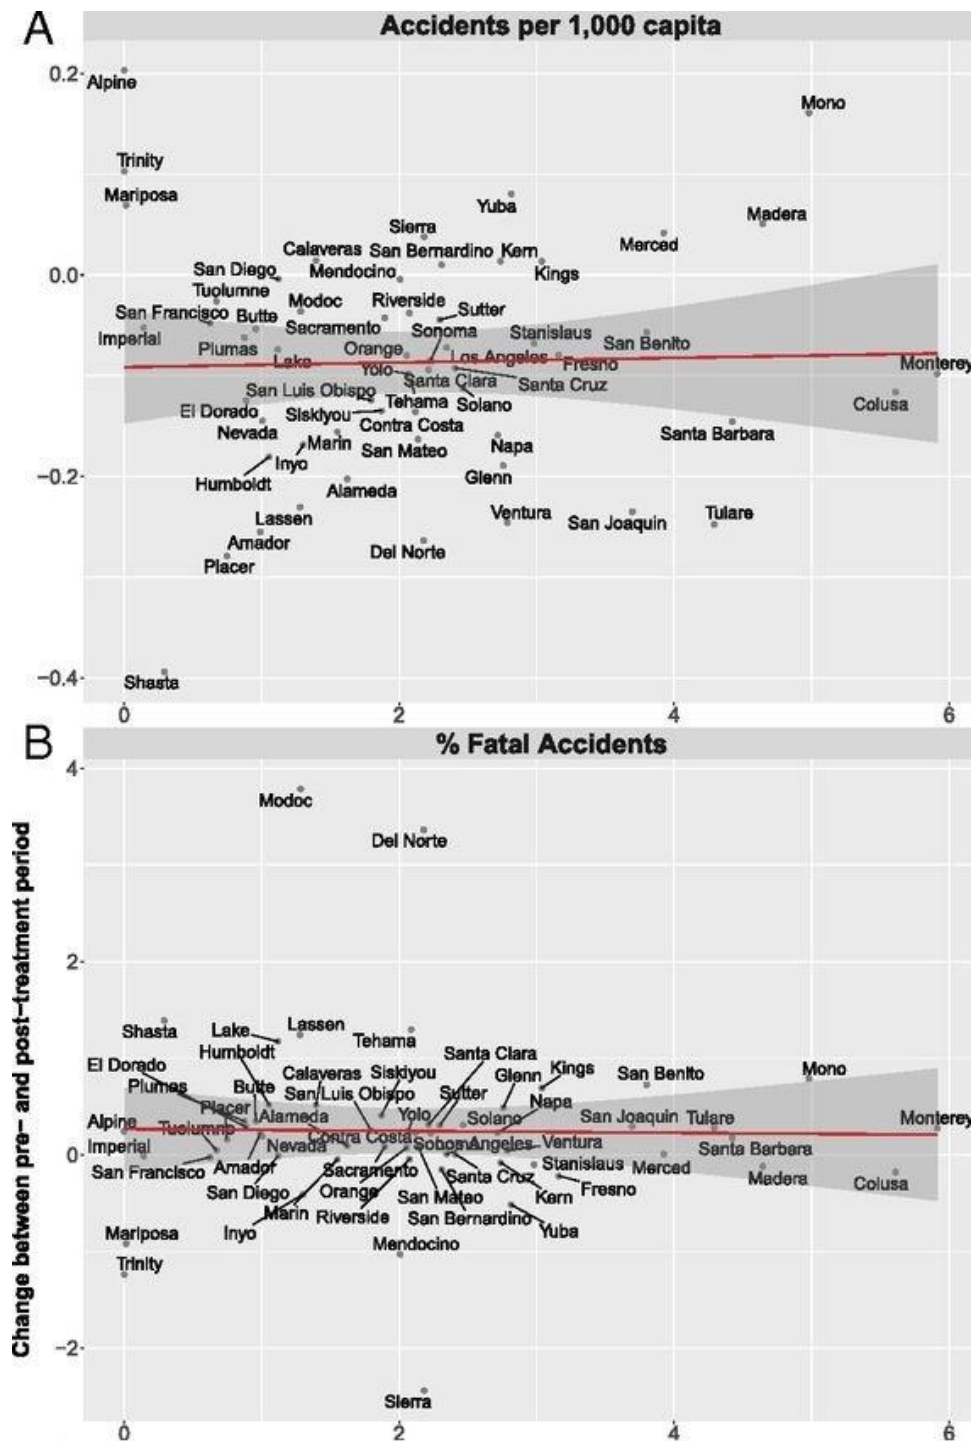 A
Accidents per 1,000 capita
0.2
Alpine
Mono
Trinity
Mariposa
Yuba
Madera
Sierra
Merced
Calaveras
San Bernardino
Kern
San Diego
Mendocino
Kings
0.0
Tuolumne
Modoc
Riverside
Sutter
San Francisco
Butte
Sacramento
Sonoma
Stanislaus
Imperial
San Benito
Plumas
Orange
Los Angeles
Lake
Fresno
Monterey
Yolo
Santa Clara
Santa Cruz
San Luis Obispo
Tehama
Solano
Colusa
El Dorado
Siskiyou
Contra Costa
Nevada
Marin
San Mateo
Napa
Santa Barbara
Inyo
Humboldt
Glenn
−0.2
Alameda
Lassen
Ventura
San Joaquin
Tulare
Amador
Del Norte
Placer
Shasta
−0.4
0 2 4 6
B
% Fatal Accidents
Change between pre- and post-treatment period
4
Modoc
Del Norte
2
Shasta
Lake
Lassen
Tehama
Humboldt
Santa Clara
El Dorado
Calaveras
Siskiyou
Glenn
Kings
San Benito
Mono
Plumas
Butte
San Luis Obispo
Sutter
Napa
Placer
Alameda
Yolo
Solano
San Joaquin
Tulare
Monterey
Alpine
Tuolumne
Contra Costa
Imperial
Nevada
Sonoma
Los Angeles
Ventura
Santa Barbara
0
San Francisco
Amador
Sacramento
Stanislaus
Merced
San Diego
Orange
Santa Cruz
Madera
Colusa
San Mateo
Kern
Fresno
Inyo
Marin
Riverside
San Bernardino
Yuba
Mariposa
Mendocino
Trinity
−2
Sierra
0 2 4 6